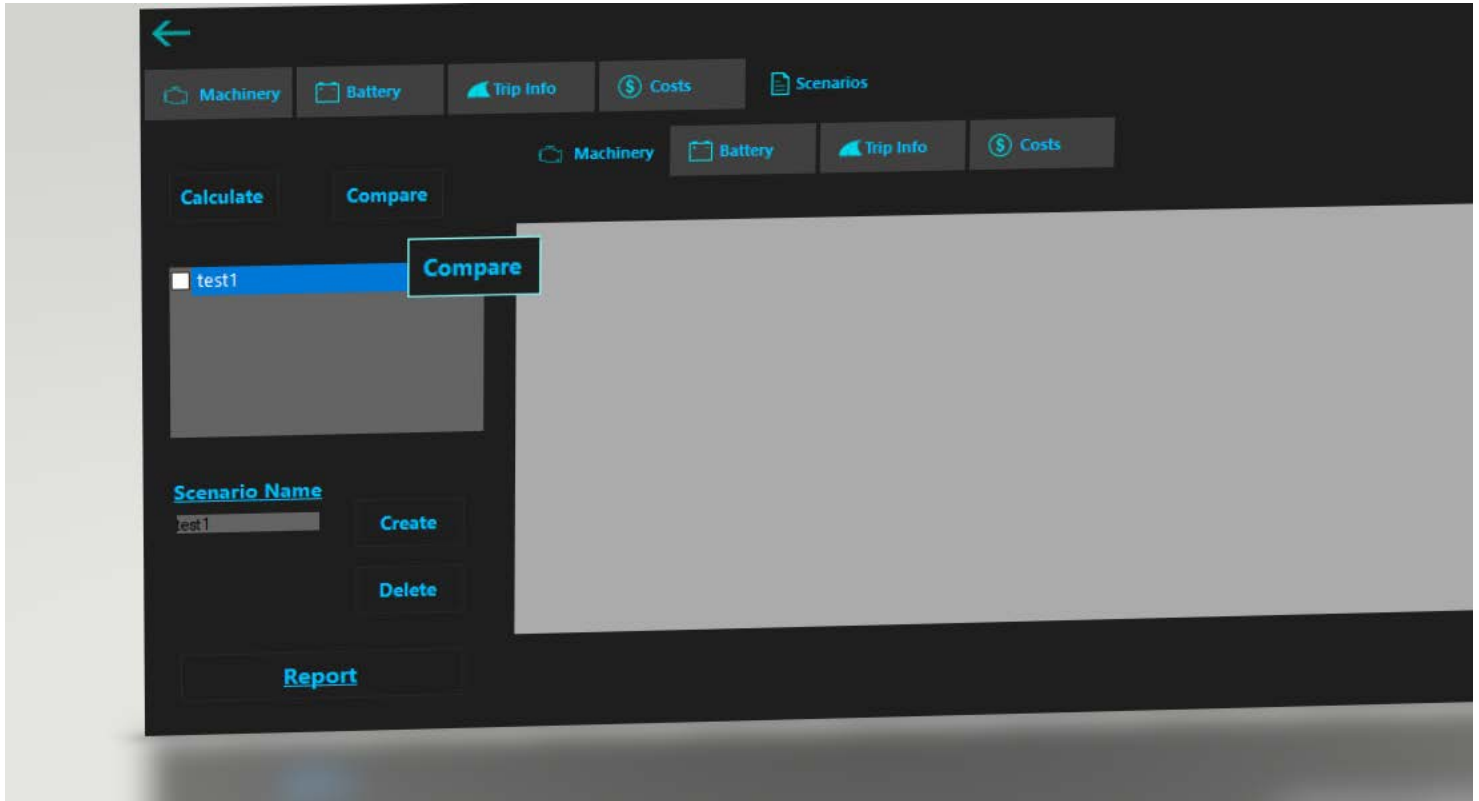 Machinery
Battery
Trip Info
Costs
Scenarios
Machinery
Battery
Trip Info
Costs
Calculate
Compare
Compare
test1
Scenario Name
test1
Create
Delete
Report